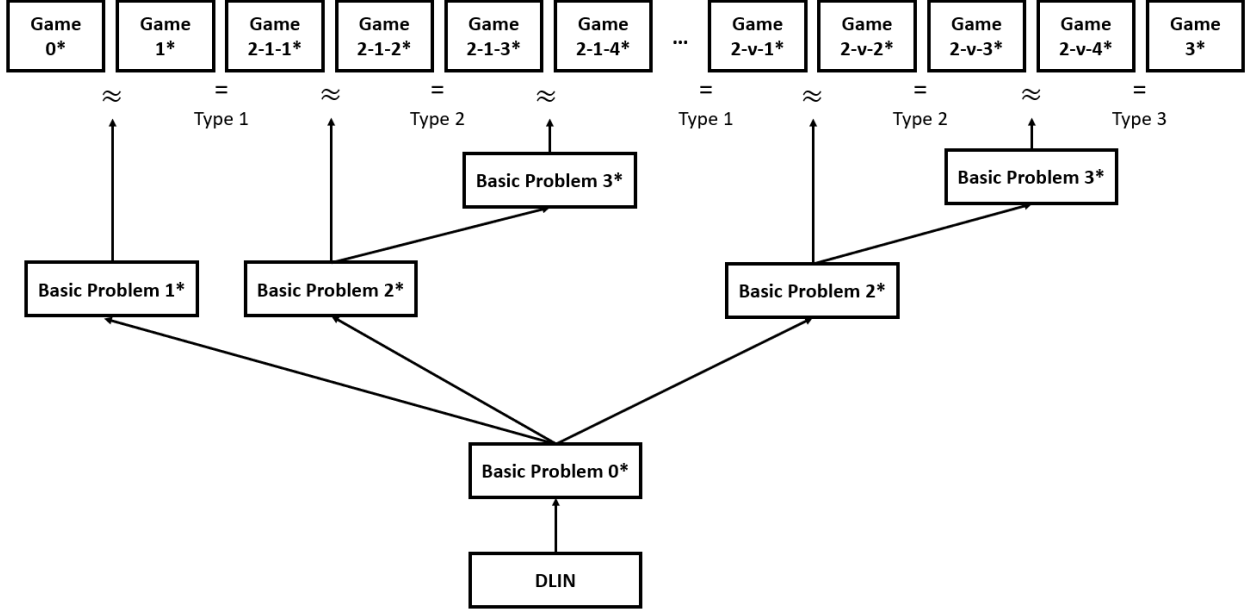 Game Game Game Game Game Game Game Game Game Game Game
0* 1* 2-1-1* 2-1-2* 2-1-3* 2-1-4* ... 2-v-1* 2-v-2* 2-v-3* 2-v-4* 3*
≈ = ≈ = ≈ = ≈ = ≈ =
Type 1 Type 2 Type 1 Type 2 Type 3
Basic Problem 3* Basic Problem 3*
Basic Problem 1* Basic Problem 2* Basic Problem 2*
Basic Problem 0*
DLIN